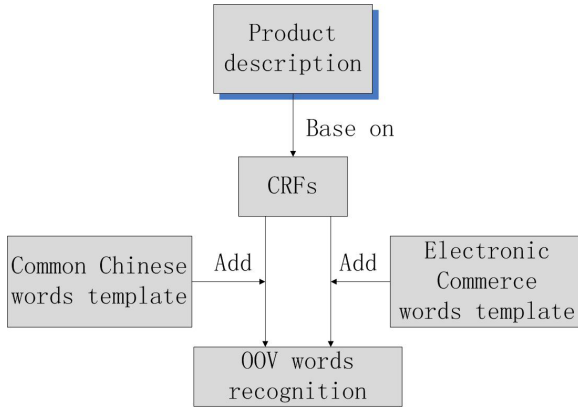 Product
description
Base on
CRFs
Common Chinese
words template
Add
Add
Electronic
Commerce
words template
OOV words
recognition